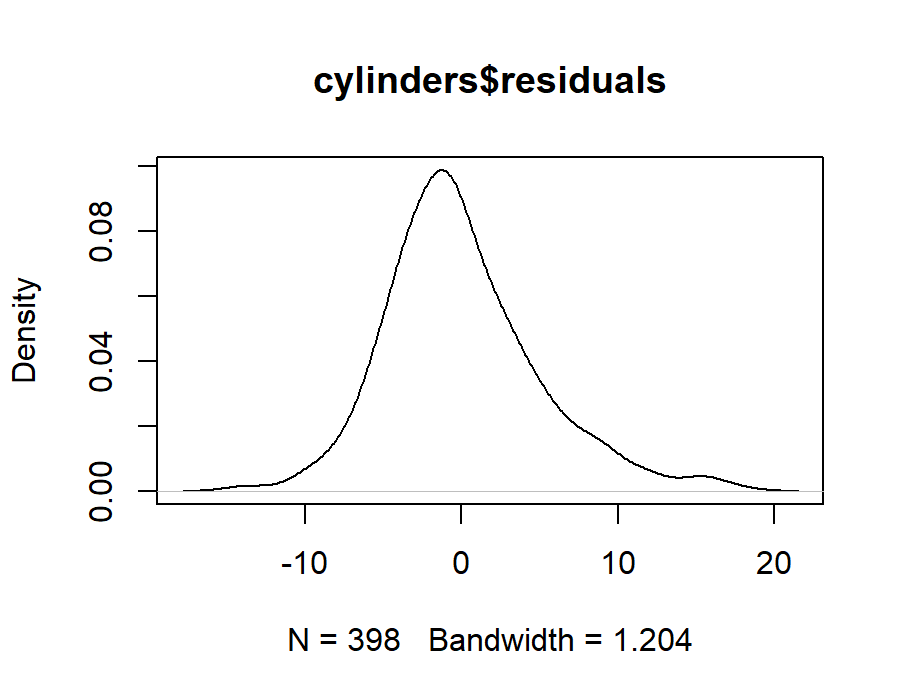 cylinders$residuals
Density
0.08
0.04
0.00
-10 0 10 20
N = 398 Bandwidth = 1.204